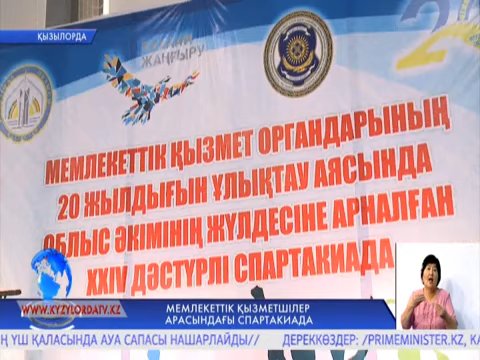 ҚЫЗЫЛОРДА
ЖАҢҒЫРУ
МЕМЛЕКЕТТІК ҚЫЗМЕТ ОРГАНДАРЫНЫҢ
20 ЖЫЛДЫҒЫН ҰЛЫҚТАУ АЯСЫНДА
ОБЛЫС ӘКІМІНІҢ ЖҮЛДЕСІНЕ АРНАЛҒАН
XXIV ДӘСТҮРЛІ СПАРТАКИАДА
WWW.KYZYLORDATV.KZ
МЕМЛЕКЕТТІК ҚЫЗМЕТШІЛЕР
АРАСЫНДАҒЫ СПАРТАКИАДА
ҮШ ҚАЛАСЫНДА АУА САПАСЫ НАШАРЛАЙДЫ// ДЕРЕККӨЗДЕР: /PRIMEMINISTER.KZ,